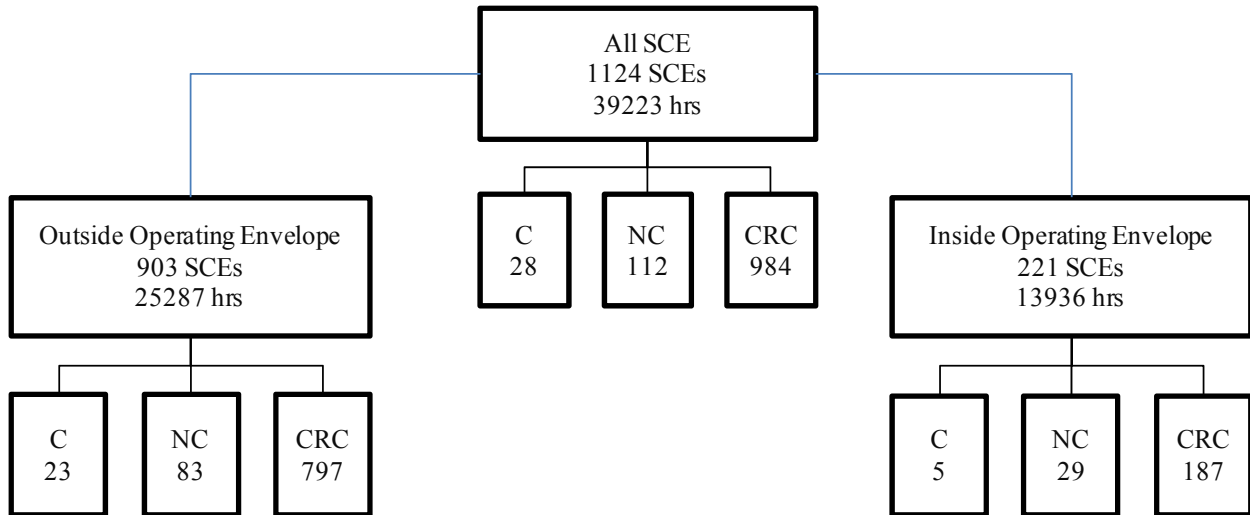 All SCE
1124 SCEs
39223 hrs
C
28
NC
112
CRC
984
Outside Operating Envelope
903 SCEs
25287 hrs
C
23
NC
83
CRC
797
Inside Operating Envelope
221 SCEs
13936 hrs
C
5
NC
29
CRC
187